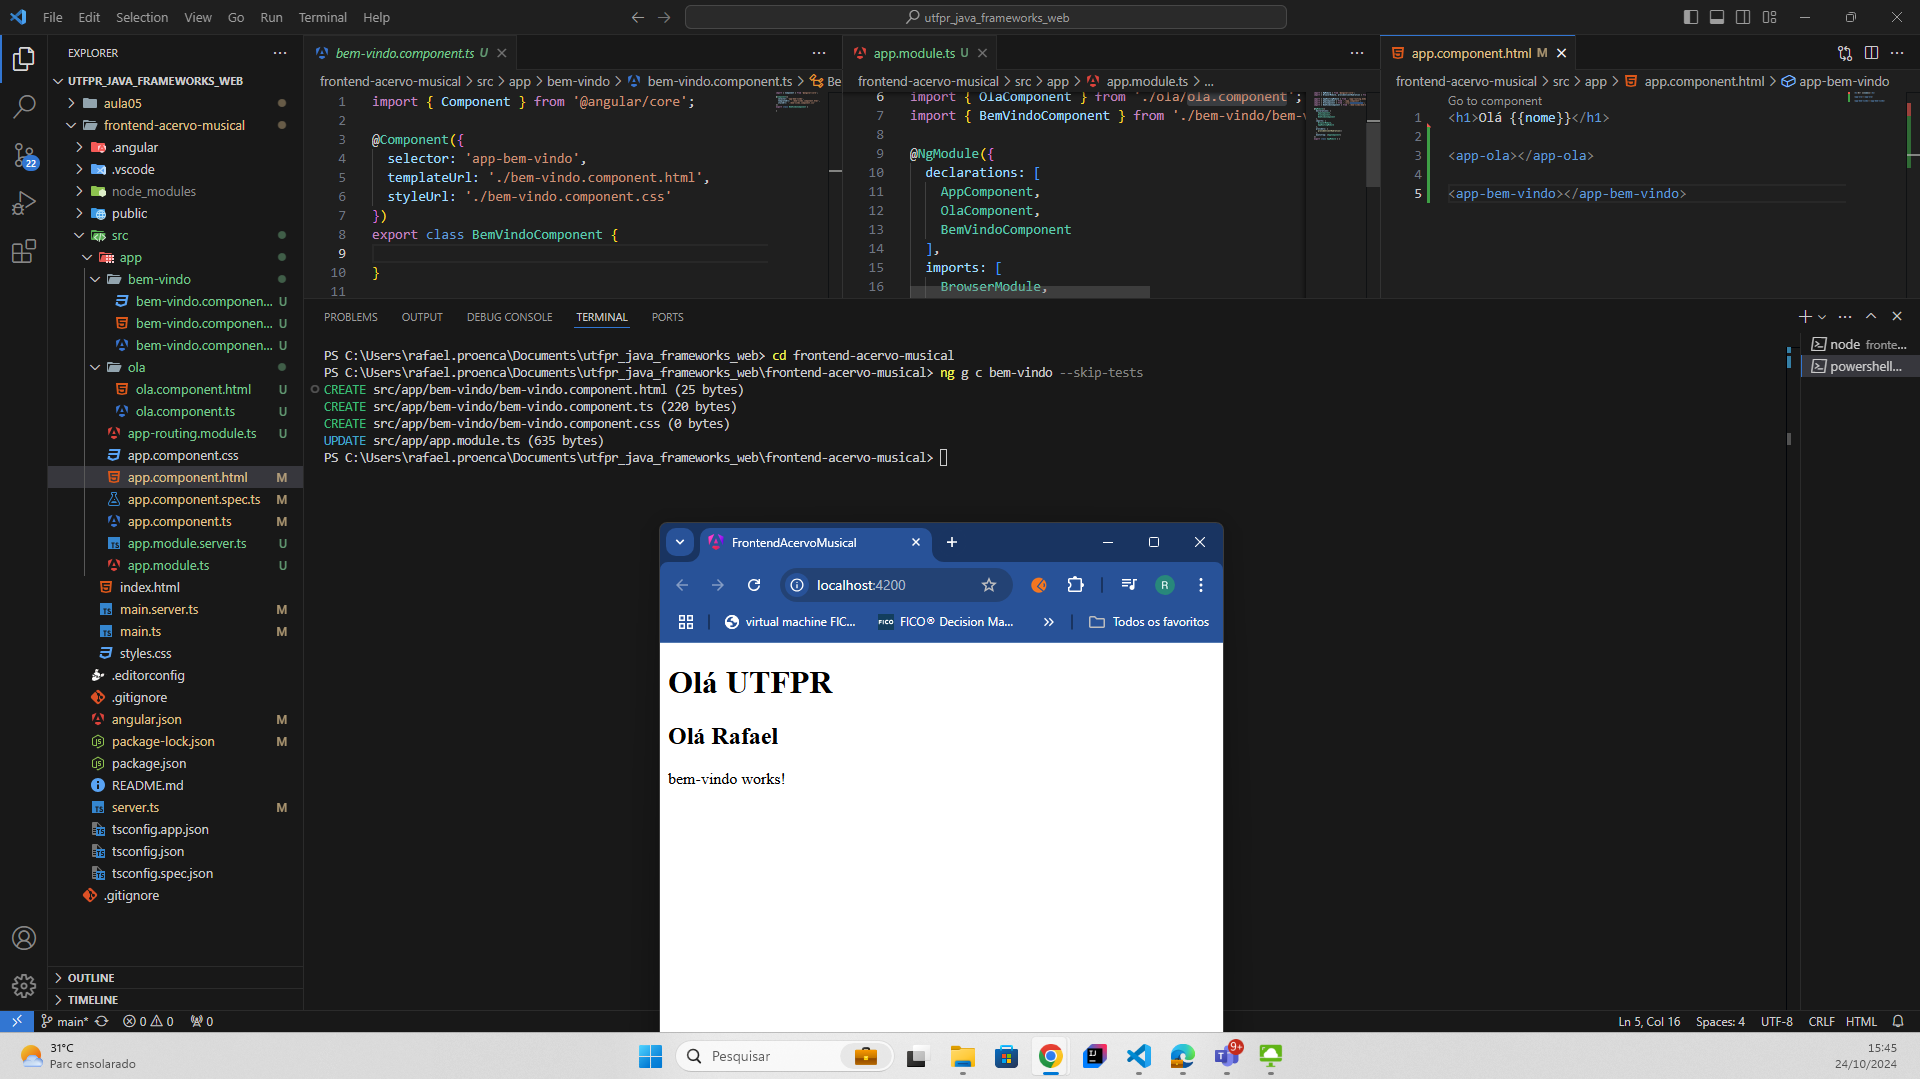 File Edit Selection View Go Run Terminal Help
utfpr_java_frameworks_web
EXPLORER
UTFPR_JAVA_FRAMEWORKS_WEB
aula05
frontend-acervo-musical
.angular
.vscode
node_modules
public
src
app
bem-vindo
bem-vindo.componen... U
bem-vindo.componen... U
bem-vindo.componen... U
ola
ola.component.html U
ola.component.ts U
app-routing.module.ts U
app.component.css
app.component.html M
app.component.spec.ts M
app.component.ts M
app.module.server.ts U
app.module.ts U
index.html
main.server.ts M
main.ts M
styles.css
.editorconfig
.gitignore
angular.json M
package-lock.json M
package.json
README.md
server.ts M
tsconfig.app.json
tsconfig.json
tsconfig.spec.json
.gitignore
OUTLINE
TIMELINE
22
bem-vindo.component.ts U
frontend-acervo-musical > src > app > bem-vindo > bem-vindo.component.ts > Be
1 import { Component } from '@angular/core';
2
3 @Component({
4 selector: 'app-bem-vindo',
5 templateUrl: './bem-vindo.component.html',
6 styleUrl: './bem-vindo.component.css'
7 })
8 export class BemVindoComponent {
9
10 }
11
app.module.ts U
frontend-acervo-musical > src > app > app.module.ts > ...
6 import { OlaComponent } from './ola/ola.component';
7 import { BemVindoComponent } from './bem-vindo/bem-v
8
9 @NgModule({
10 declarations: [
11 AppComponent,
12 OlaComponent,
13 BemVindoComponent
14 ],
15 imports: [
16 BrowserModule,
app.component.html M
frontend-acervo-musical > src > app > app.component.html > app-bem-vindo
Go to component
1 <h1>Olá {{nome}}</h1>
2
3 <app-ola></app-ola>
4
5 <app-bem-vindo></app-bem-vindo>
PROBLEMS OUTPUT DEBUG CONSOLE TERMINAL PORTS
PS C:\Users\rafael.proenca\Documents\utfpr_java_frameworks_web> cd frontend-acervo-musical
PS C:\Users\rafael.proenca\Documents\utfpr_java_frameworks_web\frontend-acervo-musical> ng g c bem-vindo --skip-tests
CREATE src/app/bem-vindo/bem-vindo.component.html (25 bytes)
CREATE src/app/bem-vindo/bem-vindo.component.ts (220 bytes)
CREATE src/app/bem-vindo/bem-vindo.component.css (0 bytes)
UPDATE src/app/app.module.ts (635 bytes)
PS C:\Users\rafael.proenca\Documents\utfpr_java_frameworks_web\frontend-acervo-musical>
node fronte...
powershell...
FrontendAcervoMusical
localhost:4200
R
virtual machine FIC...
FICO FICO® Decision Ma...
Todos os favoritos
Olá UTFPR
Olá Rafael
bem-vindo works!
main* 0 0 0
Ln 5, Col 16 Spaces: 4 UTF-8 CRLF HTML
31°C
Parc ensolarado
Pesquisar
9+
15:45
24/10/2024